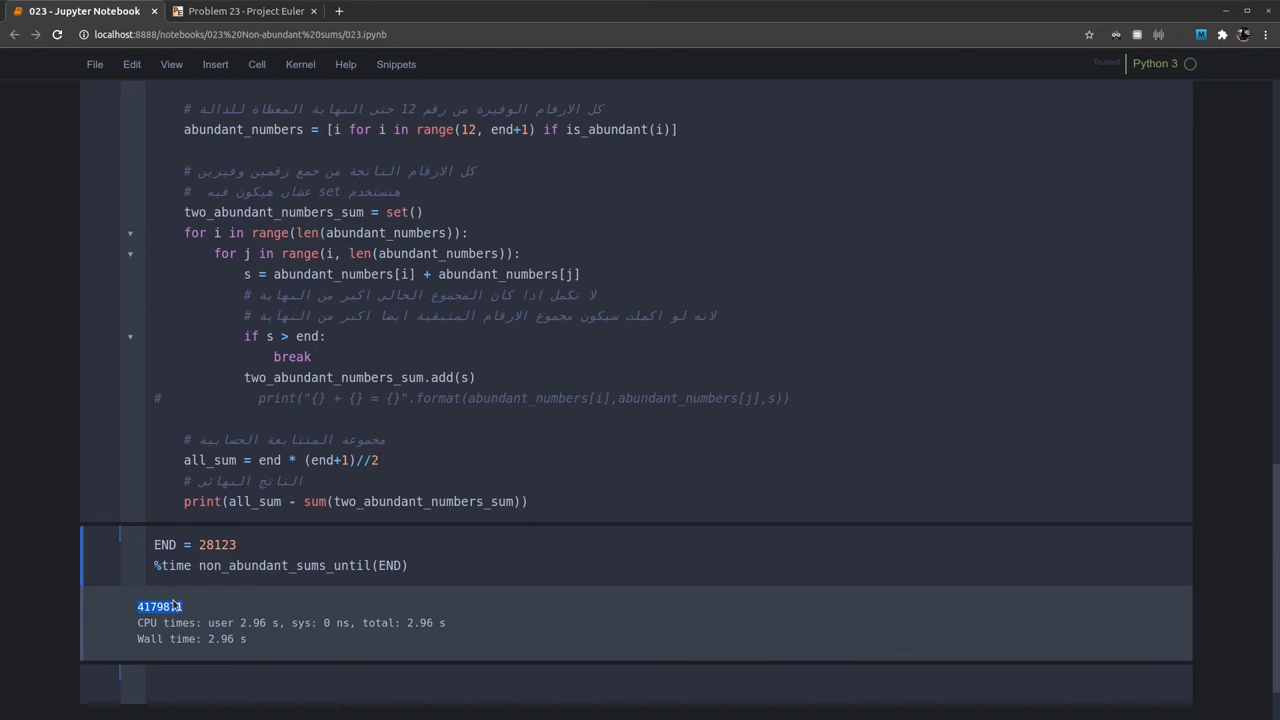 023 - Jupyter Notebook
Problem 23 - Project Euler
localhost:8888/notebooks/023%20Non-abundant%20sums/023.ipynb
File Edit View Insert Cell Kernel Help Snippets
Trusted Python 3
# كل الارقام الوفيرة من رقم 12 حتى النهاية المعطاة للدالة
abundant_numbers = [i for i in range(12, end+1) if is_abundant(i)]
# كل الارقام الناتجة من جمع رقمين وفيرين
# هنستخدم set عشان هيكون فيه
two_abundant_numbers_sum = set()
for i in range(len(abundant_numbers)):
for j in range(i, len(abundant_numbers)):
s = abundant_numbers[i] + abundant_numbers[j]
# لا تكمل اذا كان المجموع الحالى اكبر من النهاية
# لانه لو اكملت سيكون مجموع الارقام المتبقية ايضا اكبر من النهاية
if s > end:
break
two_abundant_numbers_sum.add(s)
# print("{} + {} = {}".format(abundant_numbers[i],abundant_numbers[j],s))
# مجموعة المتتابعة الحسابية
all_sum = end * (end+1)//2
# الناتج النهائى
print(all_sum - sum(two_abundant_numbers_sum))
END = 28123
%time non_abundant_sums_until(END)
4179871
CPU times: user 2.96 s, sys: 0 ns, total: 2.96 s
Wall time: 2.96 s